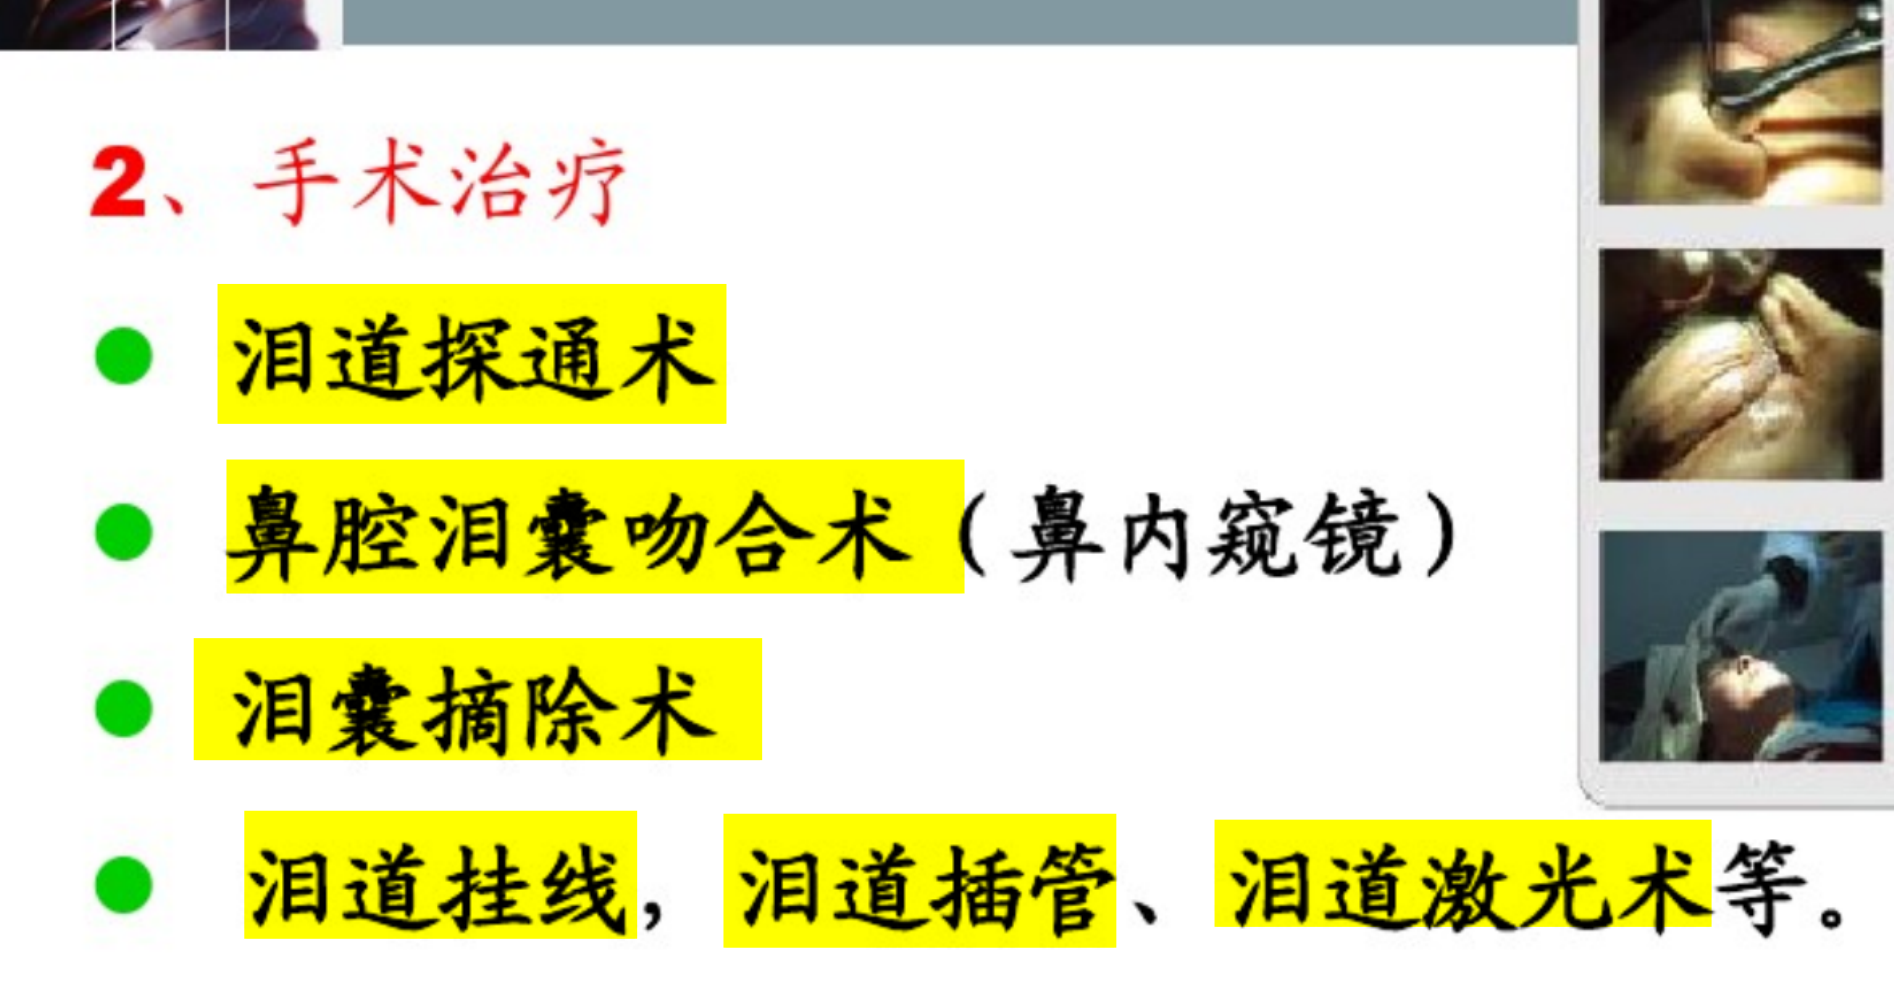 2、手术治疗
泪道探通术
鼻腔泪囊吻合术（鼻内窥镜）
泪囊摘除术
泪道挂线，泪道插管、泪道激光术等。